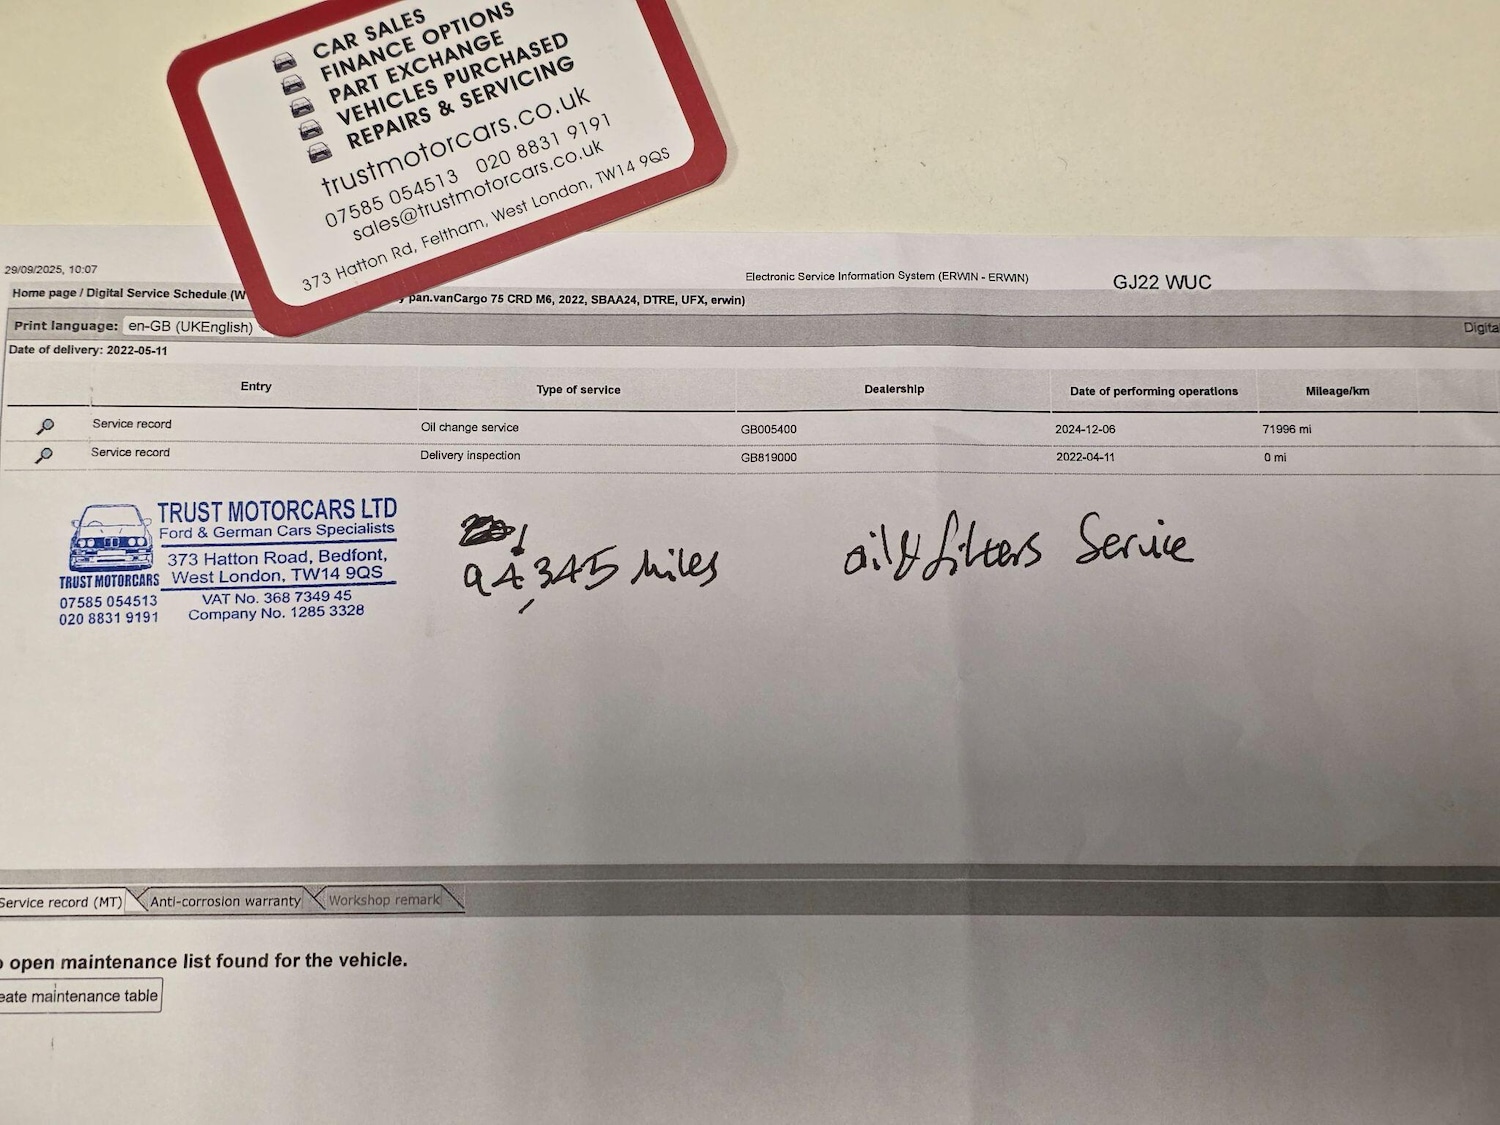 CAR SALES
FINANCE OPTIONS
PART EXCHANGE
VEHICLES PURCHASED
REPAIRS & SERVICING
trustmotorcars.co.uk
07585 054513 020 8831 9191
sales@trustmotorcars.co.uk
373 Hatton Rd, Feltham, West London, TW14 9QS
29/09/2025, 10:07
Electronic Service Information System (ERWIN - ERWIN)
GJ22 WUC
Home page / Digital Service Schedule (W
pan.vanCargo 75 CRD M6, 2022, SBAA24, DTRE, UFX, erwin)
Print language: en-GB (UKEnglish)
Digita
Date of delivery: 2022-05-11
Entry Type of service Dealership Date of performing operations Mileage/km
Service record Oil change service GB005400 2024-12-06 71996 mi
Service record Delivery inspection GB819000 2022-04-11 0 mi
TRUST MOTORCARS LTD
Ford & German Cars Specialists
373 Hatton Road, Bedfont,
West London, TW14 9QS
TRUST MOTORCARS
07585 054513
020 8831 9191
VAT No. 368 7349 45
Company No. 1285 3328
94,345 miles
oil & filters Service
Service record (MT) Anti-corrosion warranty Workshop remark
o open maintenance list found for the vehicle.
eate maintenance table